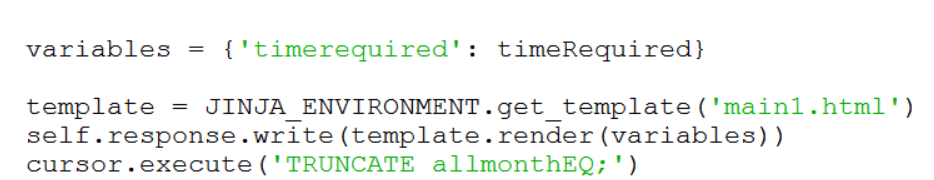 variables = {'timerequired': timeRequired}
template = JINJA_ENVIRONMENT.get_template('main1.html')
self.response.write(template.render(variables))
cursor.execute('TRUNCATE allmonthEQ;')